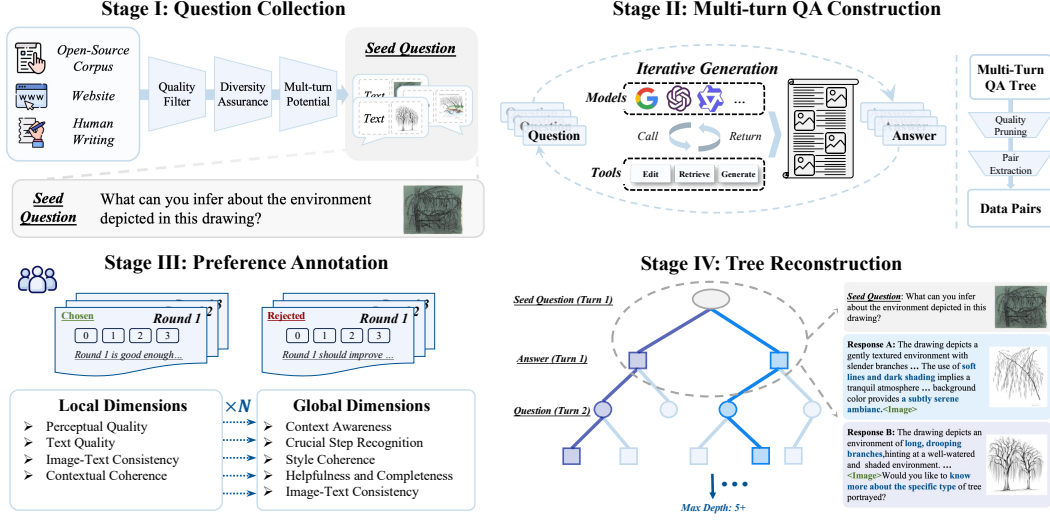 Stage I: Question Collection
Open-Source
Corpus
Website
Human
Writing
Quality
Filter
Diversity
Assurance
Mult-turn
Potential
Seed Question
Text
Text
Seed
Question
What can you infer about the environment
depicted in this drawing?
Stage II: Multi-turn QA Construction
Iterative Generation
Models
...
Call
Return
Tools
Edit
Retrieve
Generate
Question
Answer
Multi-Turn
QA Tree
Quality
Pruning
Pair
Extraction
Data Pairs
Stage III: Preference Annotation
Chosen
Round 1
0 1 2 3
Round 1 is good enough…
Rejected
Round 1
0 1 2 3
Round 1 should improve …
Local Dimensions
Perceptual Quality
Text Quality
Image-Text Consistency
Contextual Coherence
×N
Global Dimensions
Context Awareness
Crucial Step Recognition
Style Coherence
Helpfulness and Completeness
Image-Text Consistency
Stage IV: Tree Reconstruction
Seed Question (Turn 1)
Answer (Turn 1)
Question (Turn 2)
Max Depth: 5+
Seed Question: What can you infer
about the environment depicted in this
drawing?
Response A: The drawing depicts a
gently textured environment with
slender branches … The use of soft
lines and dark shading implies a
tranquil atmosphere … background
color provides a subtly serene
ambianc.<Image>
Response B: The drawing depicts an
environment of long, drooping
branches,hinting at a well-watered
and shaded environment. …
<Image>Would you like to know
more about the specific type of tree
portrayed?